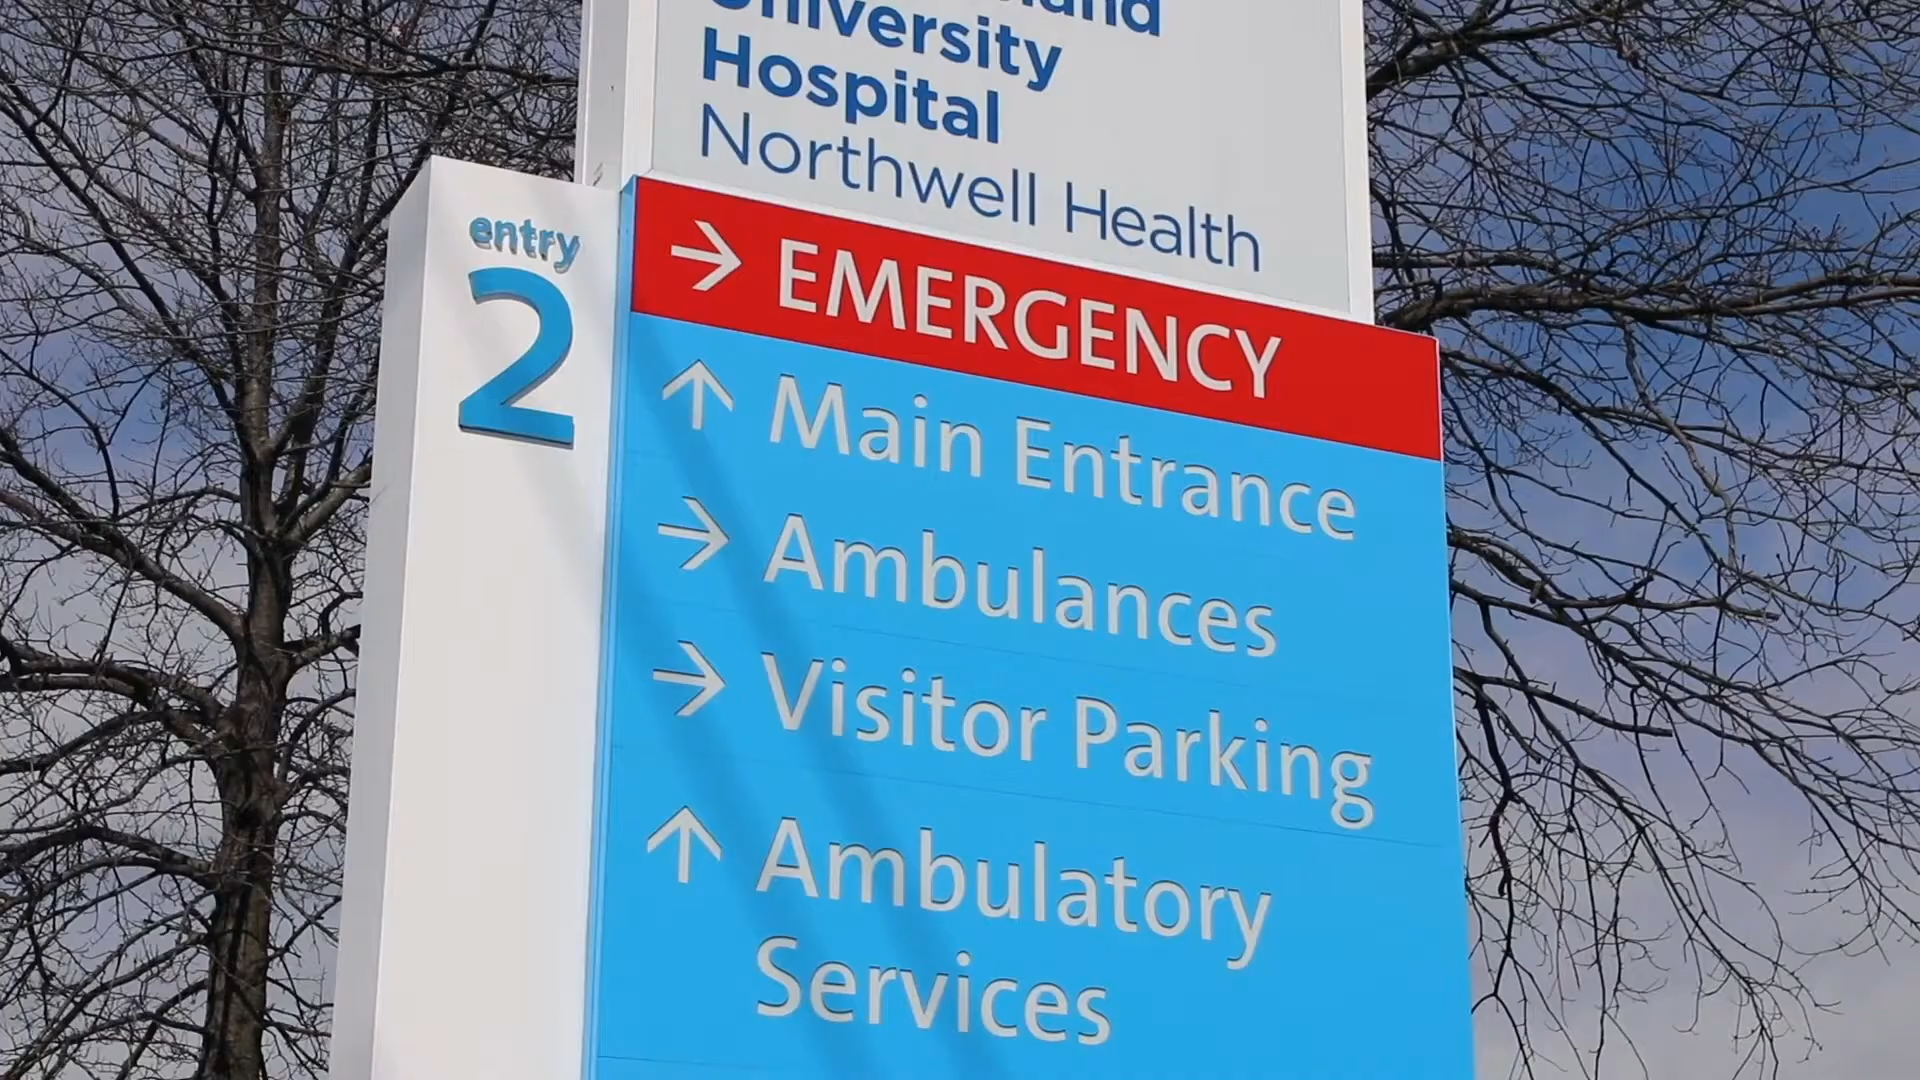 University
Hospital
Northwell Health
entry
2
→ EMERGENCY
↑ Main Entrance
→ Ambulances
→ Visitor Parking
↑ Ambulatory
Services